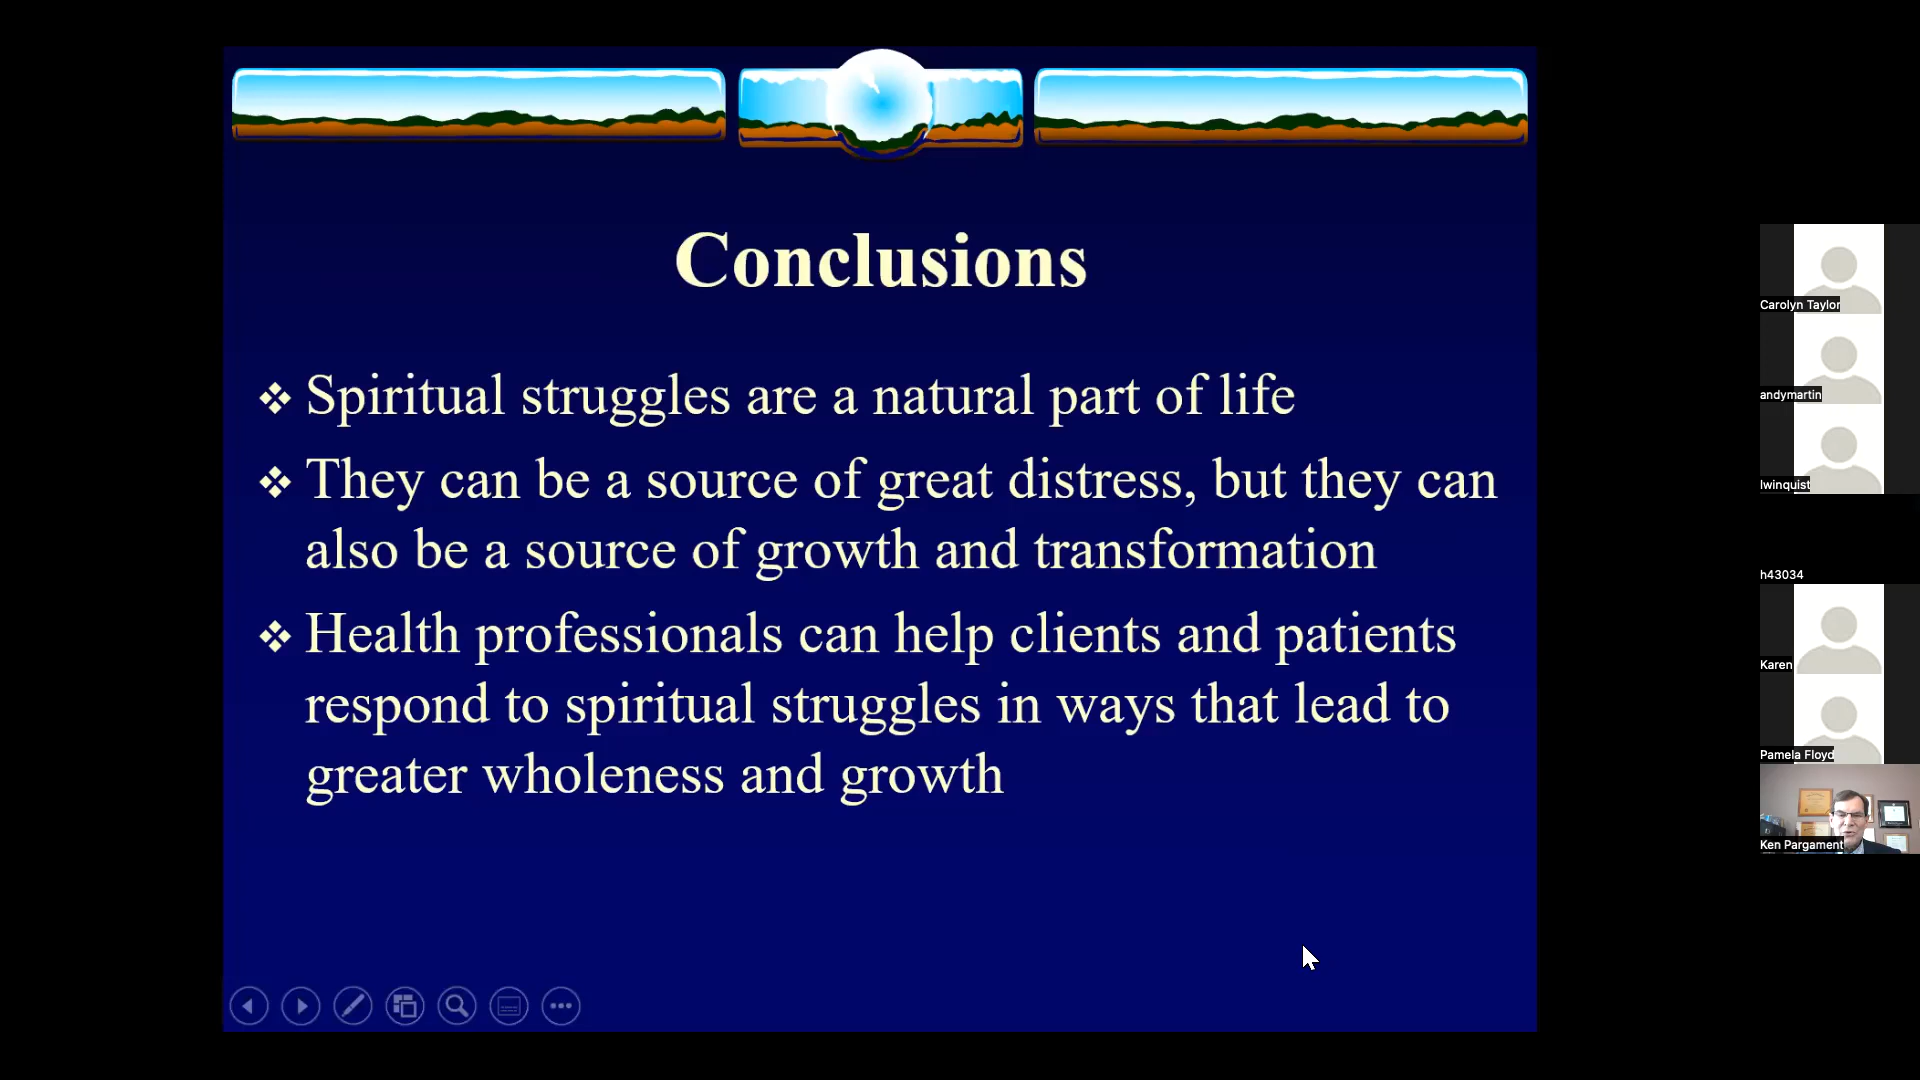 Conclusions
❖ Spiritual struggles are a natural part of life
❖ They can be a source of great distress, but they can
also be a source of growth and transformation
❖ Health professionals can help clients and patients
respond to spiritual struggles in ways that lead to
greater wholeness and growth
Carolyn Taylor
andymartin
lwinquist
h43034
Karen
Pamela Floyd
Ken Pargament